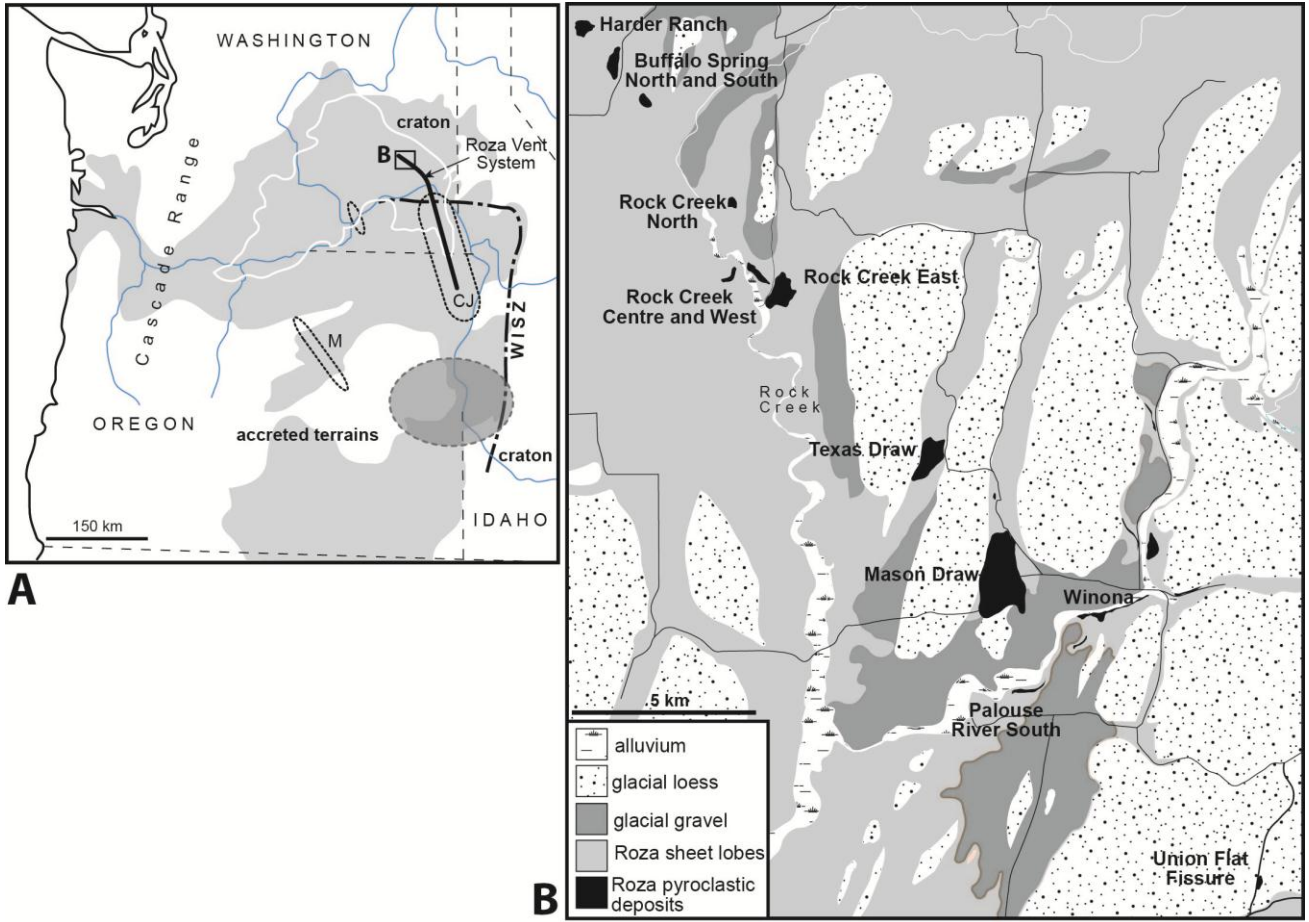 WASHINGTON
Cascade Range
craton
B
Roza Vent
System
CJ
WISZ
M
OREGON
accreted terrains
craton
150 km
IDAHO
A
Harder Ranch
Buffalo Spring
North and South
Rock Creek
North
Rock Creek East
Rock Creek
Centre and West
Rock
Creek
Texas Draw
Mason Draw
Winona
5 km
Palouse
River South
alluvium
glacial loess
glacial gravel
Roza sheet lobes
Roza pyroclastic
deposits
Union Flat
Fissure
B